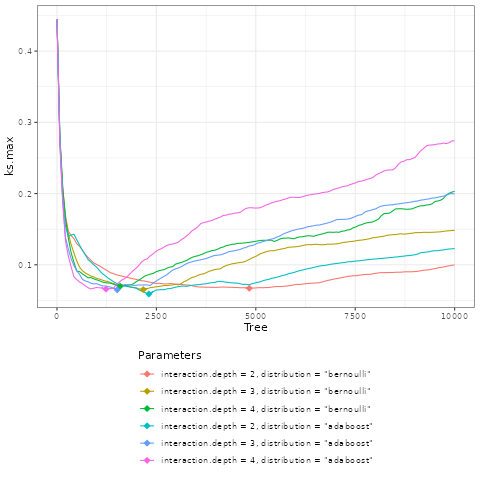 0.4
0.3
0.2
0.1
ks.max
0 2500 5000 7500 10000
Tree
Parameters
interaction.depth = 2, distribution = "bernoulli"
interaction.depth = 3, distribution = "bernoulli"
interaction.depth = 4, distribution = "bernoulli"
interaction.depth = 2, distribution = "adaboost"
interaction.depth = 3, distribution = "adaboost"
interaction.depth = 4, distribution = "adaboost"